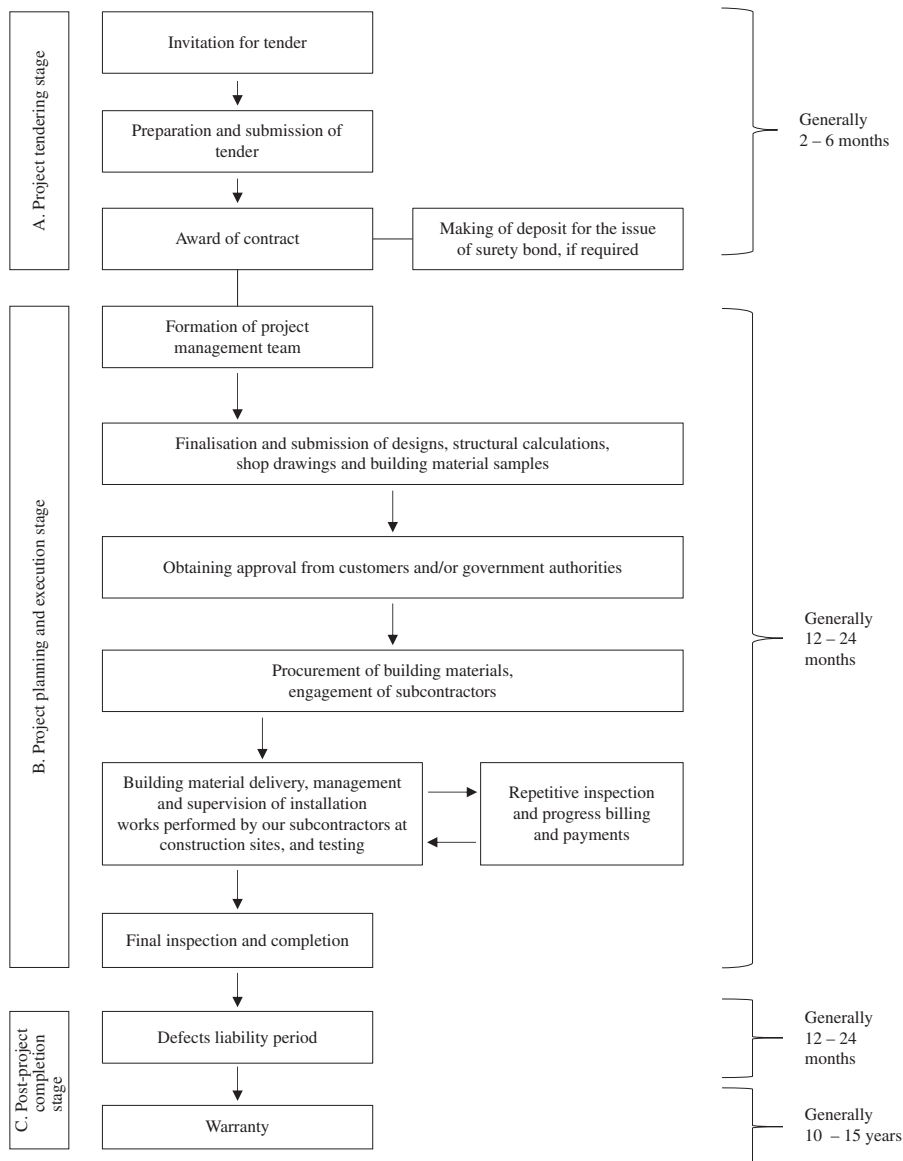 A. Project tendering stage
Invitation for tender
Preparation and submission of
tender
Award of contract
Making of deposit for the issue
of surety bond, if required
Generally
2 – 6 months
B. Project planning and execution stage
Formation of project
management team
Finalisation and submission of designs, structural calculations,
shop drawings and building material samples
Obtaining approval from customers and/or government authorities
Procurement of building materials,
engagement of subcontractors
Building material delivery, management
and supervision of installation
works performed by our subcontractors at
construction sites, and testing
Repetitive inspection
and progress billing
and payments
Final inspection and completion
Generally
12 – 24
months
C. Post-project
completion
stage
Defects liability period
Generally
12 – 24
months
Warranty
Generally
10 – 15 years